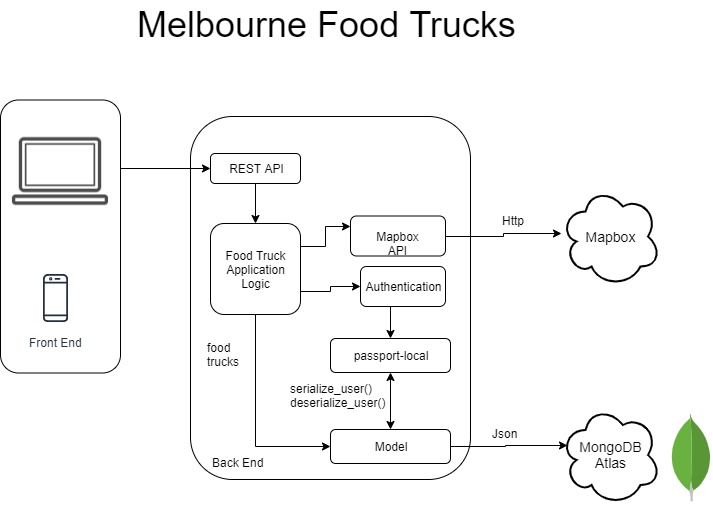 Melbourne Food Trucks
REST API
Food Truck
Application
Logic
Mapbox
API
Http
Mapbox
Authentication
Front End
food
trucks
passport-local
serialize_user()
deserialize_user()
Model
Json
MongoDB
Atlas
Back End